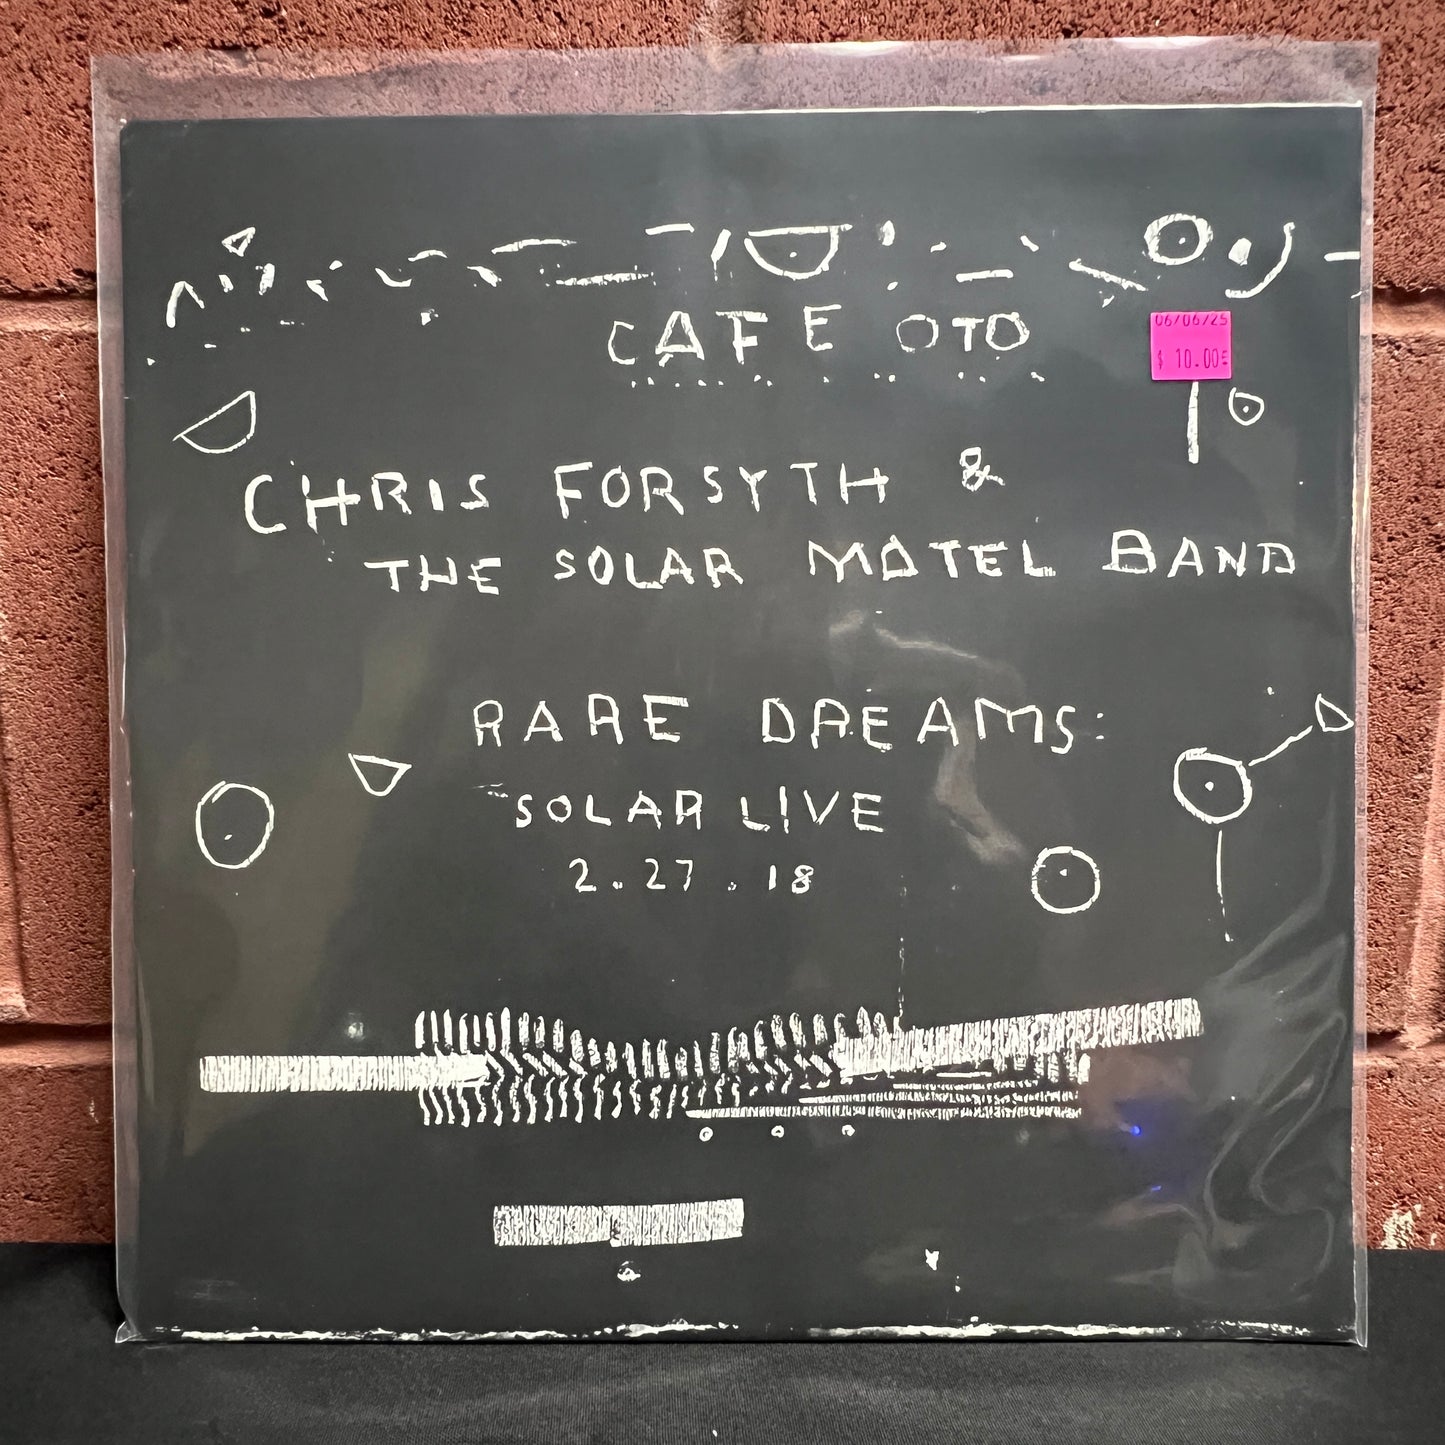 CAFE OTO
06/06/25
$ 10.00
CHRIS FORSYTH &
THE SOLAR MOTEL BAND
RARE DREAMS:
SOLAR LIVE
2.27.18